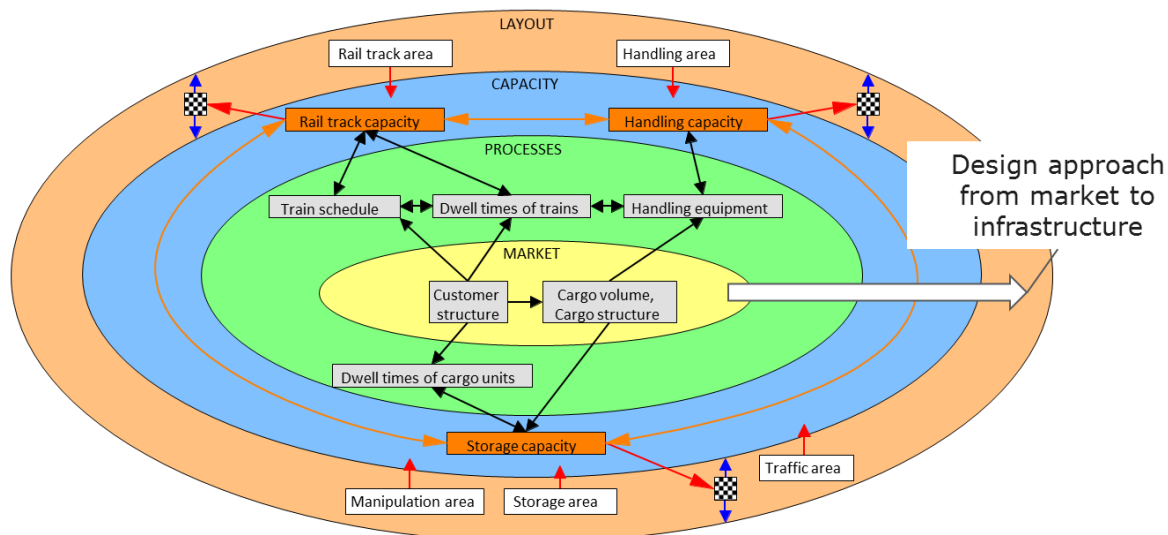 LAYOUT
Rail track area
Handling area
CAPACITY
Rail track capacity
Handling capacity
PROCESSES
Design approach
from market to
infrastructure
Train schedule
Dwell times of trains
Handling equipment
MARKET
Customer
structure
Cargo volume,
Cargo structure
Dwell times of cargo units
Storage capacity
Traffic area
Manipulation area
Storage area